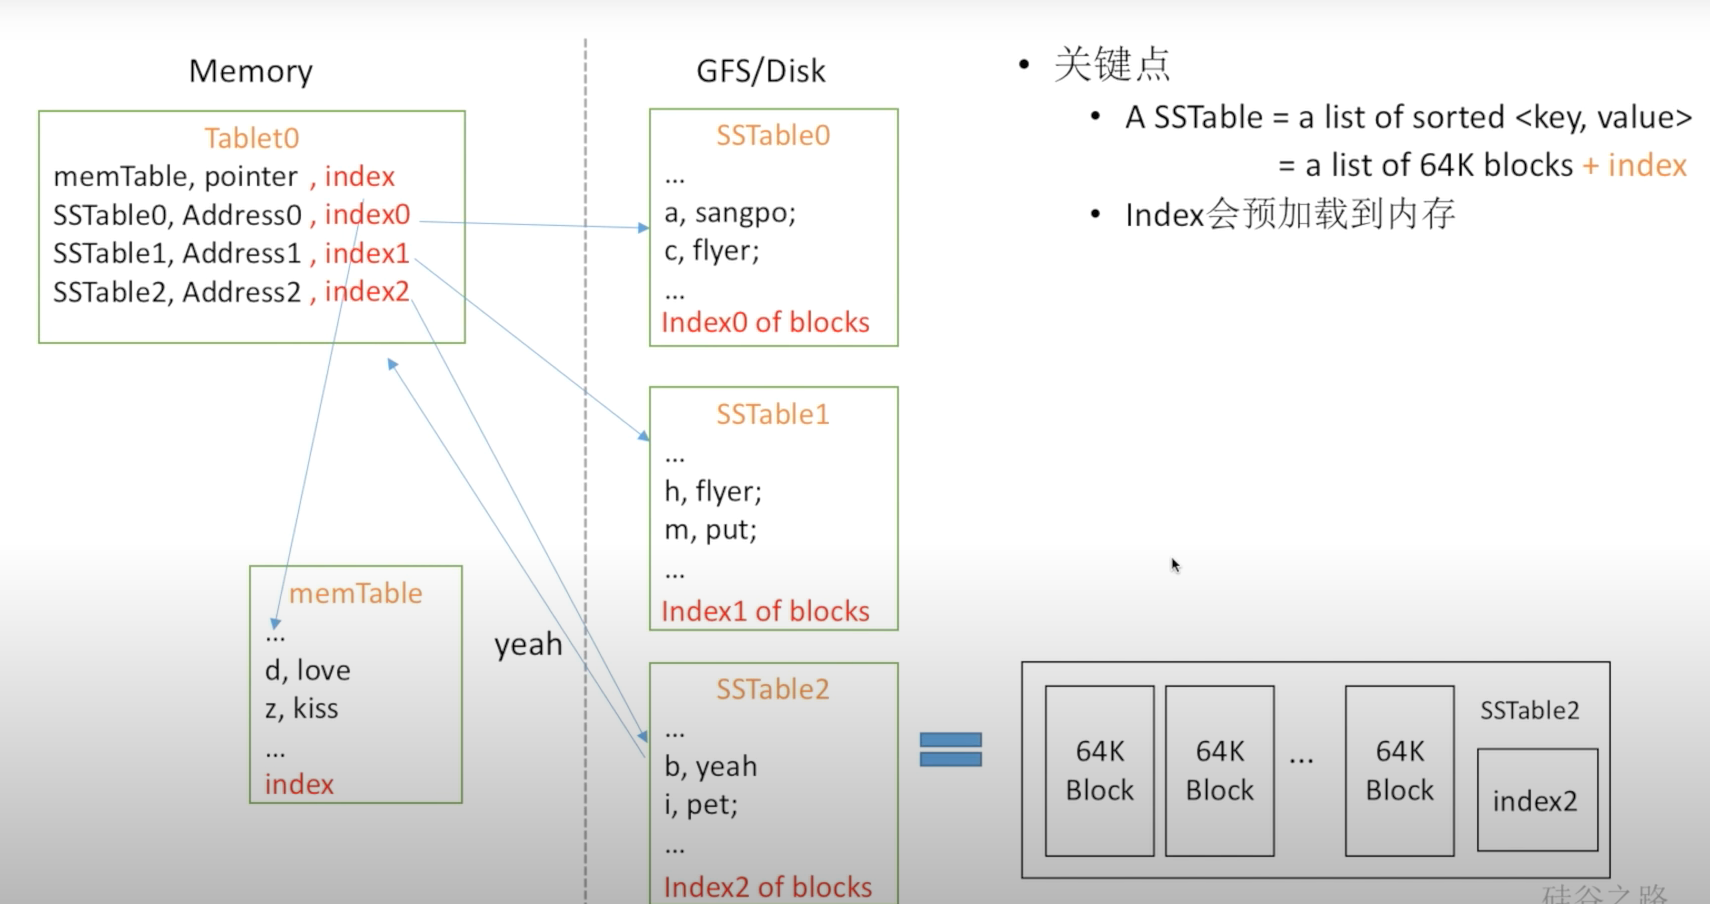 Memory
Tablet0
memTable, pointer , index
SSTable0, Address0 , index0
SSTable1, Address1 , index1
SSTable2, Address2 , index2
memTable
...
d, love
z, kiss
...
index
yeah
GFS/Disk
SSTable0
...
a, sangpo;
c, flyer;
...
Index0 of blocks
SSTable1
...
h, flyer;
m, put;
...
Index1 of blocks
SSTable2
...
b, yeah
i, pet;
...
Index2 of blocks
• 关键点
• A SSTable = a list of sorted <key, value>
= a list of 64K blocks + index
• Index会预加载到内存
64K
Block
64K
Block
...
64K
Block
SSTable2
index2
硅谷之路